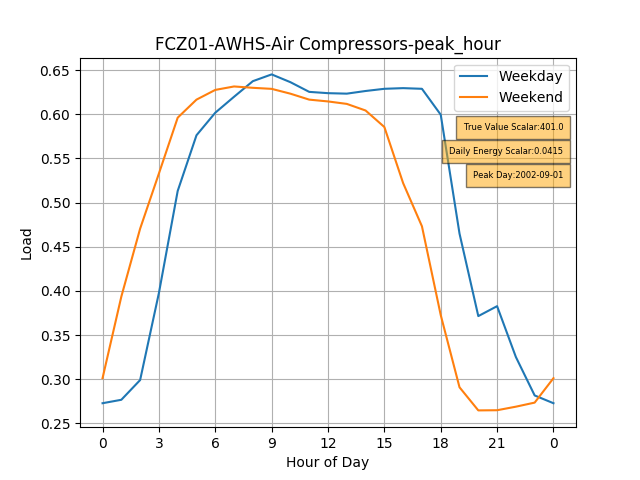 FCZ01-AWHS-Air Compressors-peak_hour
Weekday
Weekend
True Value Scalar:401.0
Daily Energy Scalar:0.0415
Peak Day:2002-09-01
Load
0.65
0.60
0.55
0.50
0.45
0.40
0.35
0.30
0.25
0 3 6 9 12 15 18 21 0
Hour of Day